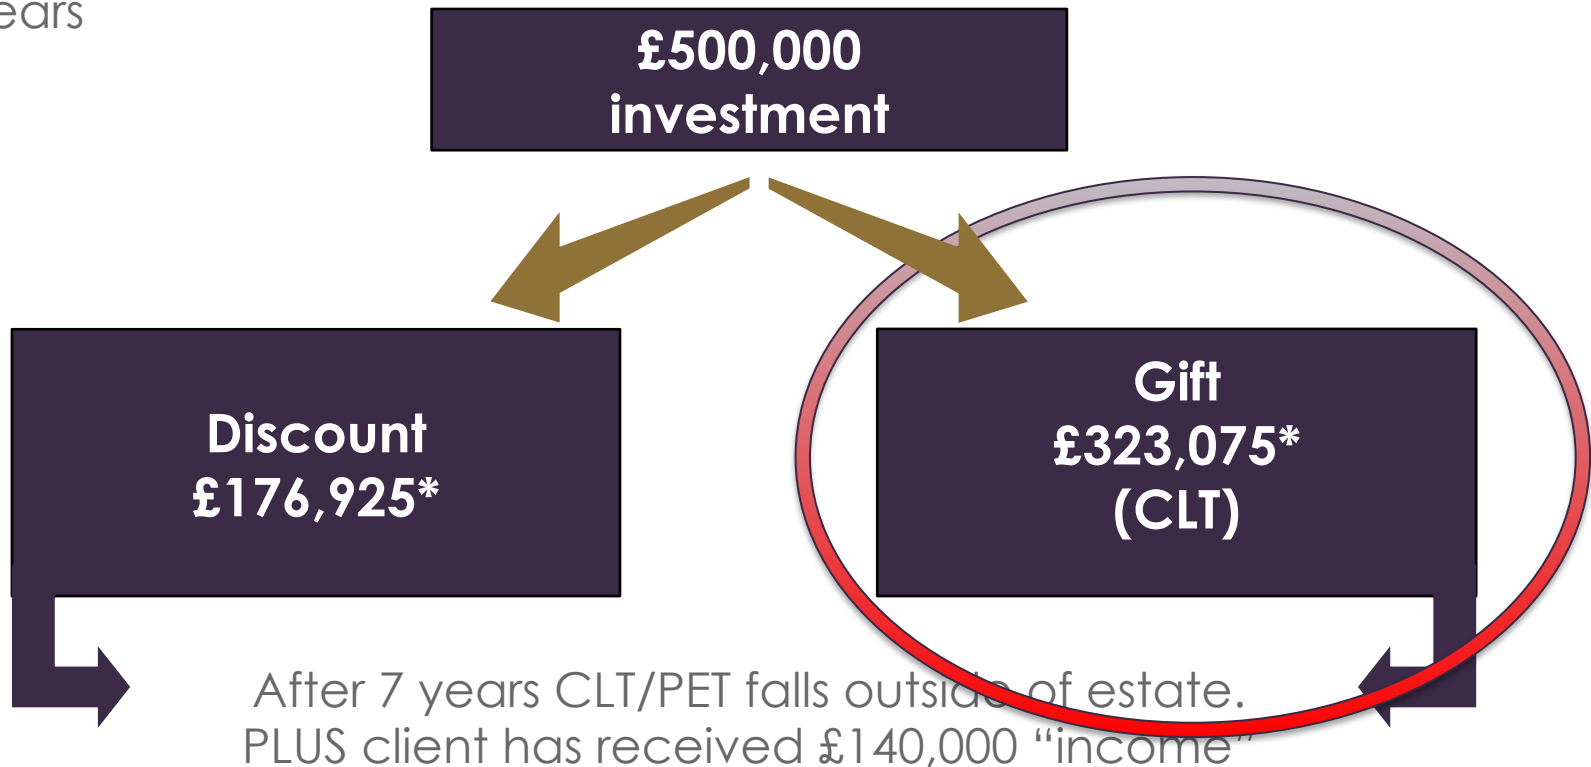 ears
£500,000
investment
Discount
£176,925*
Gift
£323,075*
(CLT)
After 7 years CLT/PET falls outside of estate.
PLUS client has received £140,000 “income”